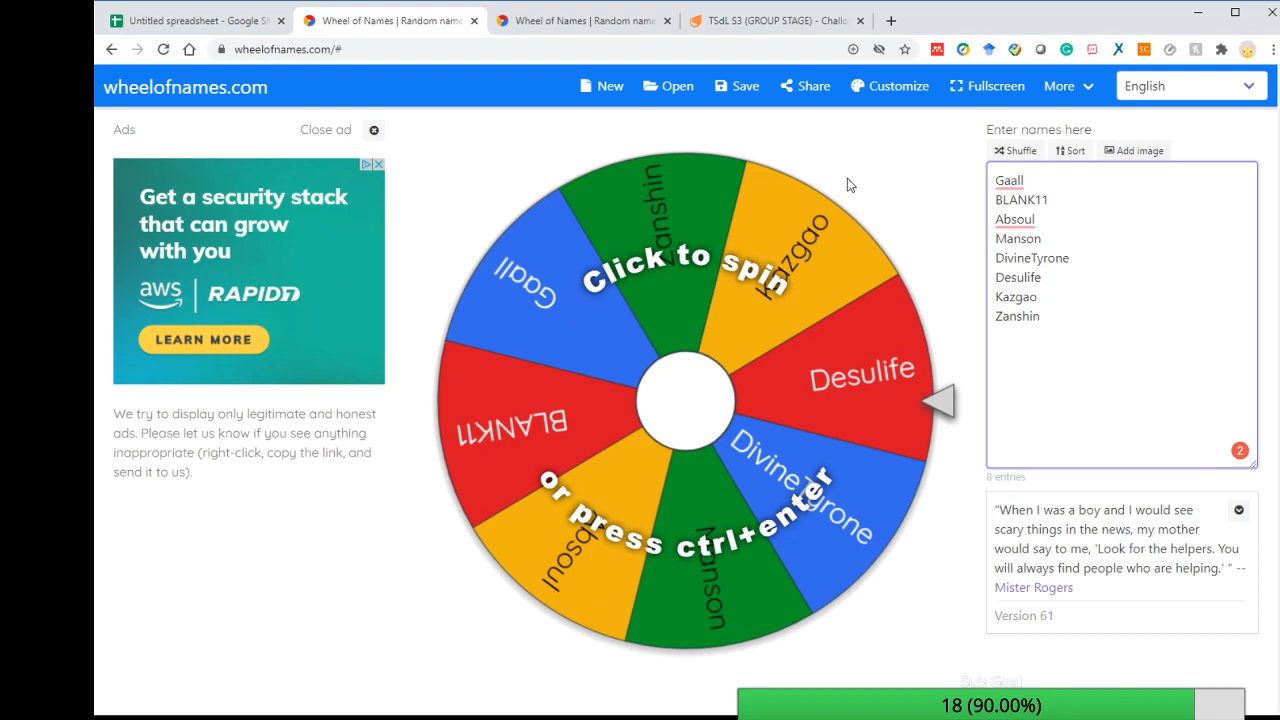 Untitled spreadsheet - Google Sh
Wheel of Names | Random name
Wheel of Names | Random name
TSdL S3 (GROUP STAGE) - Challo
wheelofnames.com/#
wheelofnames.com
New
Open
Save
Share
Customize
Fullscreen
More
English
Ads
Close ad
Get a security stack
that can grow
with you
aws | RAPID7
LEARN MORE
We try to display only legitimate and honest
ads. Please let us know if you see anything
inappropriate (right-click, copy the link, and
send it to us).
Zanshin
Kazgao
Gaall
Click to spin
Desulife
BLANK11
DivineTyrone
or press ctrl+enter
Absoul
Manson
Enter names here
Shuffle
Sort
Add image
Gaall
BLANK11
Absoul
Manson
DivineTyrone
Desulife
Kazgao
Zanshin
2
8 entries
"When I was a boy and I would see
scary things in the news, my mother
would say to me, 'Look for the helpers. You
will always find people who are helping.' " --
Mister Rogers
Version 61
Sub Goal
18 (90.00%)